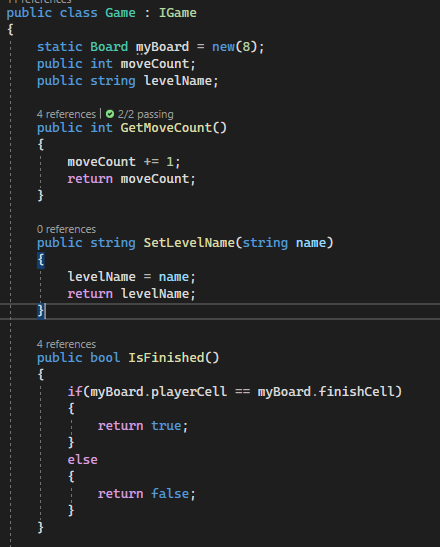 public class Game : IGame
{
static Board myBoard = new(8);
public int moveCount;
public string levelName;
4 references | 2/2 passing
public int GetMoveCount()
{
moveCount += 1;
return moveCount;
}
0 references
public string SetLevelName(string name)
{
levelName = name;
return levelName;
}
4 references
public bool IsFinished()
{
if(myBoard.playerCell == myBoard.finishCell)
{
return true;
}
else
{
return false;
}
}